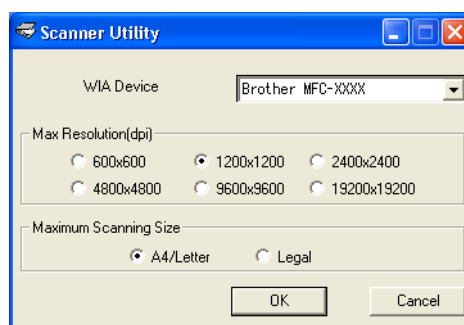 Scanner Utility
WIA Device Brother MFC-XXXX
Max Resolution(dpi)
600x600 1200x1200 2400x2400
4800x4800 9600x9600 19200x19200
Maximum Scanning Size
A4/Letter Legal
OK Cancel